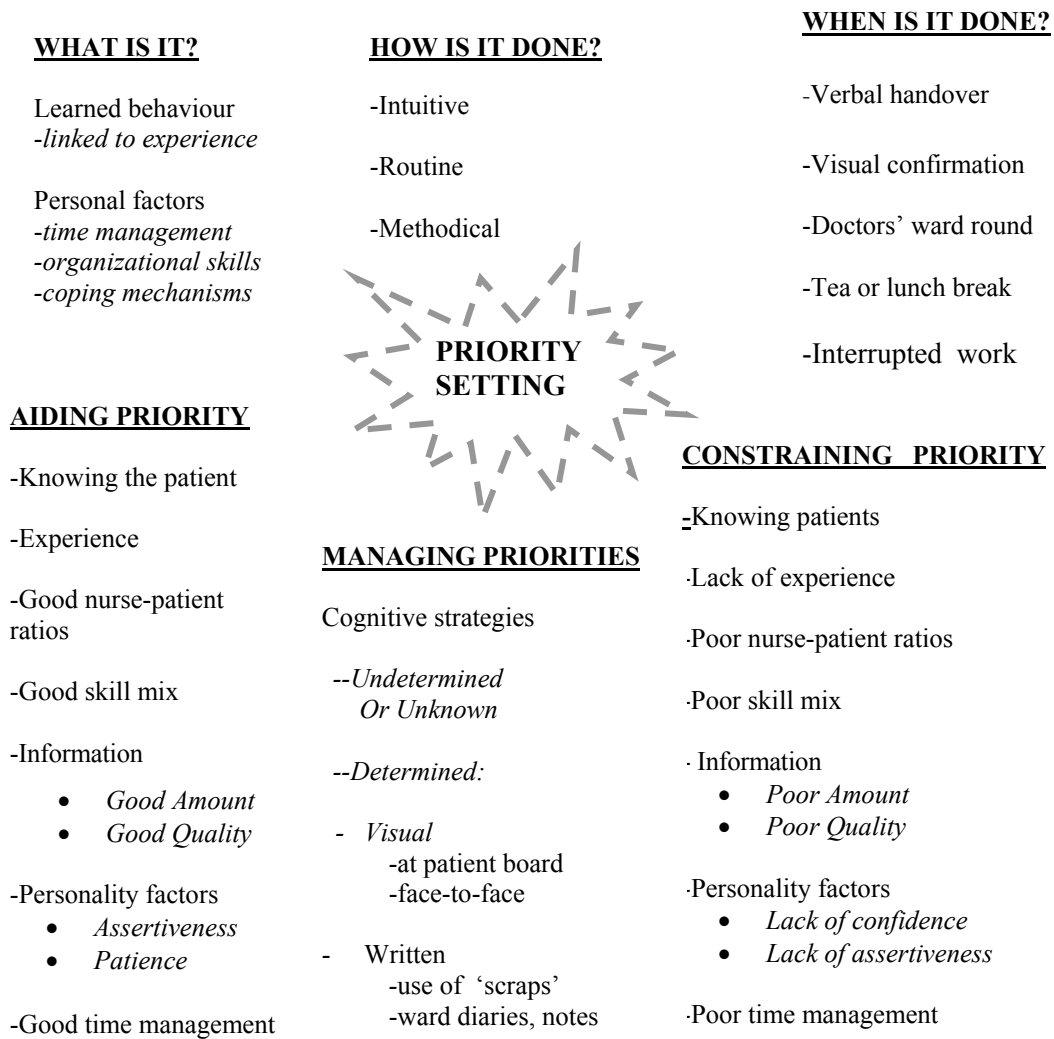 WHAT IS IT?
Learned behaviour
-linked to experience
Personal factors
-time management
-organizational skills
-coping mechanisms
HOW IS IT DONE?
-Intuitive
-Routine
-Methodical
WHEN IS IT DONE?
-Verbal handover
-Visual confirmation
-Doctors’ ward round
-Tea or lunch break
-Interrupted work
PRIORITY
SETTING
AIDING PRIORITY
-Knowing the patient
-Experience
-Good nurse-patient
ratios
-Good skill mix
-Information
• Good Amount
• Good Quality
-Personality factors
• Assertiveness
• Patience
-Good time management
MANAGING PRIORITIES
Cognitive strategies
--Undetermined
Or Unknown
--Determined:
- Visual
-at patient board
-face-to-face
- Written
-use of ‘scraps’
-ward diaries, notes
CONSTRAINING PRIORITY
-Knowing patients
-Lack of experience
-Poor nurse-patient ratios
-Poor skill mix
- Information
• Poor Amount
• Poor Quality
-Personality factors
• Lack of confidence
• Lack of assertiveness
-Poor time management